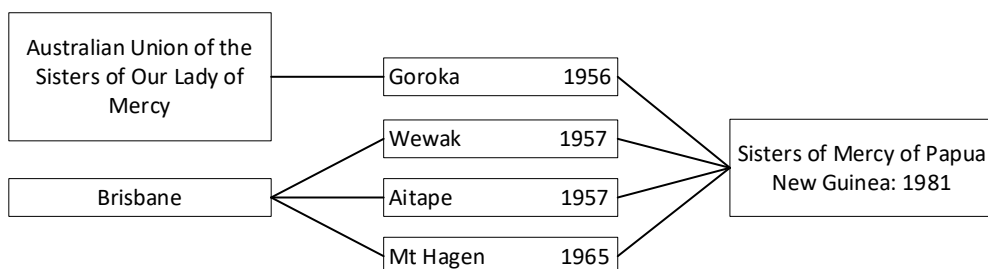 Australian Union of the
Sisters of Our Lady of
Mercy
Brisbane
Goroka 1956
Wewak 1957
Aitape 1957
Mt Hagen 1965
Sisters of Mercy of Papua
New Guinea: 1981